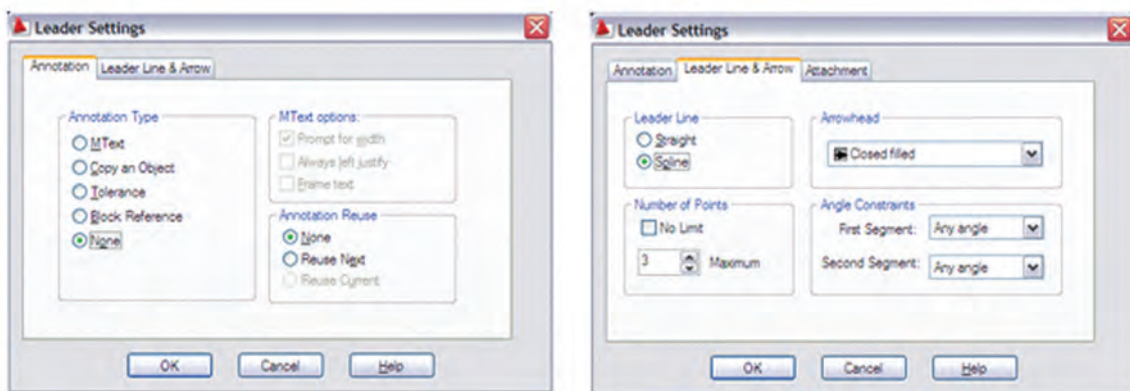 Leader Settings
Annotation
Leader Line & Arrow
Annotation Type
MText
Copy an Object
Tolerance
Block Reference
None
MText options:
Prompt for width
Always left justify
Frame text
Annotation Reuse
None
Reuse Next
Reuse Current
OK
Cancel
Help
Leader Settings
Annotation
Leader Line & Arrow
Attachment
Leader Line
Straight
Spline
Arrowhead
Closed filled
Number of Points
No Limit
3 Maximum
Angle Constraints
First Segment: Any angle
Second Segment: Any angle
OK
Cancel
Help